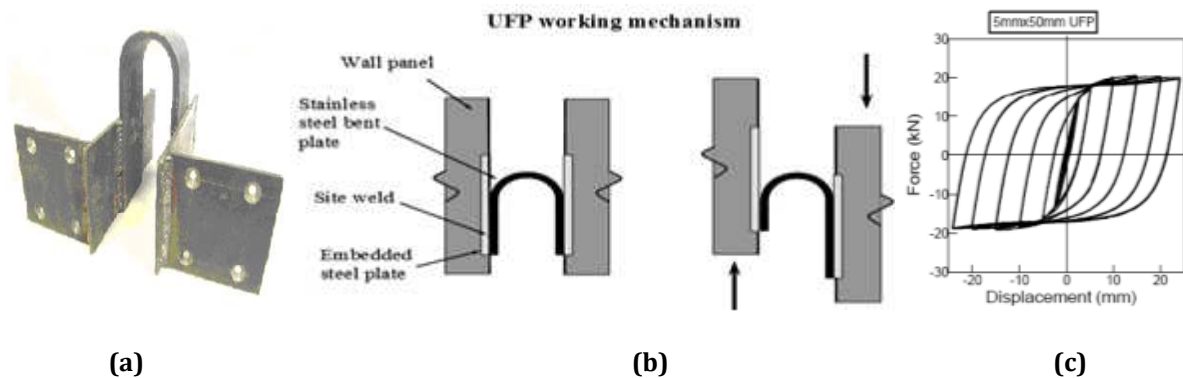 UFP working mechanism
Wall panel
Stainless
steel bent
plate
Site weld
Embedded
steel plate
5mmx50mm UFP
Force (kN)
30
20
10
0
-10
-20
-30
-20
-10
0
10
20
Displacement (mm)
(a)
(b)
(c)